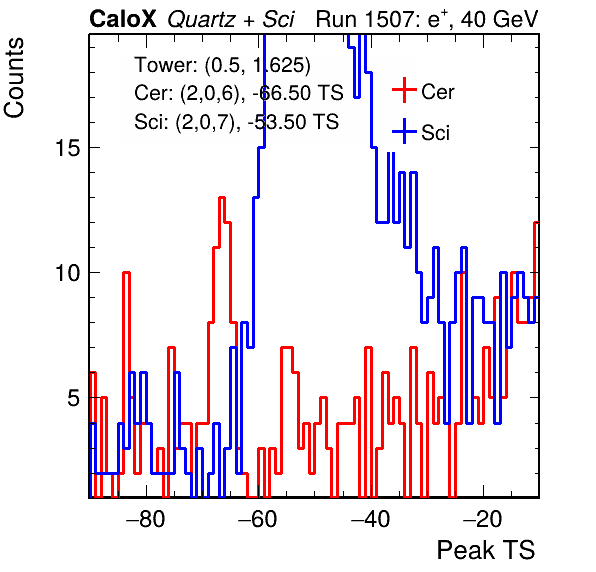 CaloX Quartz + Sci Run 1507: e⁺, 40 GeV
Counts
Tower: (0.5, 1.625)
Cer: (2,0,6), -66.50 TS
Sci: (2,0,7), -53.50 TS
Cer
Sci
15
10
5
−80 −60 −40 −20
Peak TS